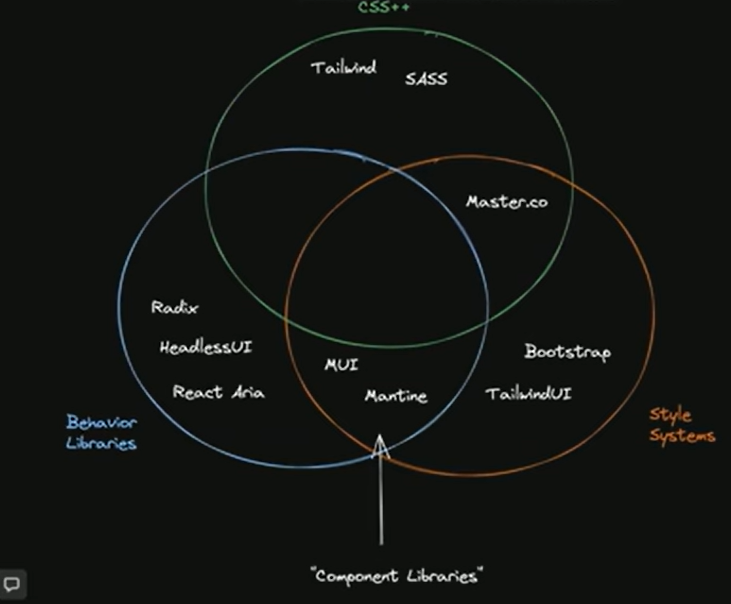 CSS++
Tailwind
SASS
Master.co
Radix
HeadlessUI
React Aria
MUI
Mantine
Bootstrap
TailwindUI
Behavior
Libraries
Style
Systems
"Component Libraries"